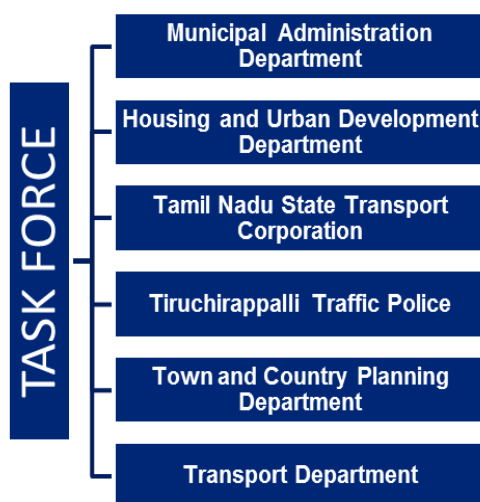 TASK FORCE
Municipal Administration
Department
Housing and Urban Development
Department
Tamil Nadu State Transport
Corporation
Tiruchirappalli Traffic Police
Town and Country Planning
Department
Transport Department